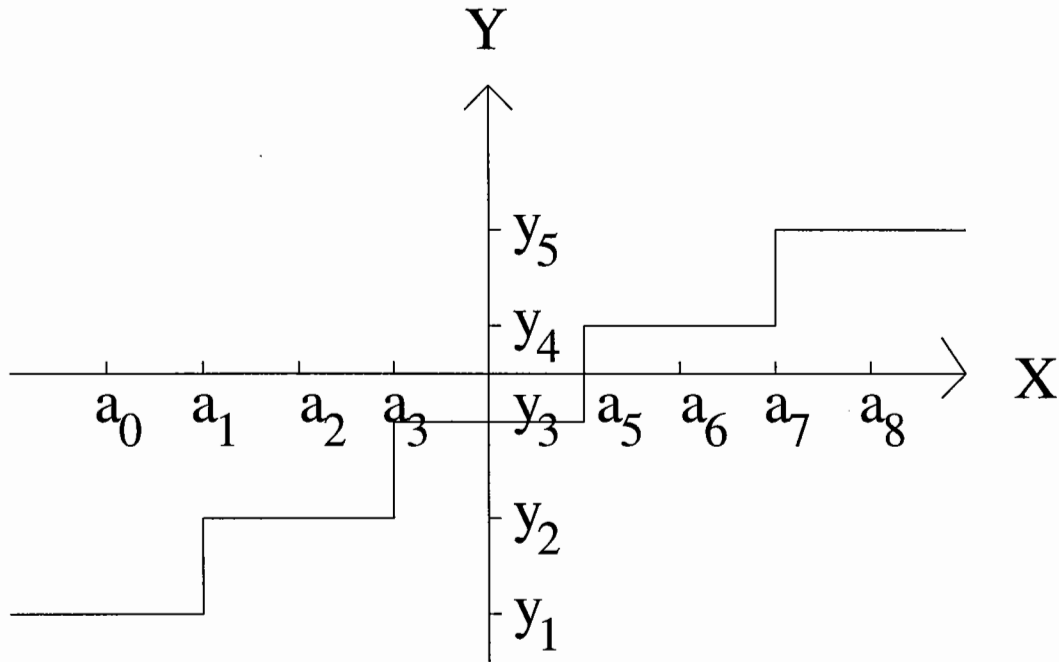 Y
y₅
y₄
X
a₀ a₁ a₂ a₃ y₃ a₅ a₆ a₇ a₈
y₂
y₁